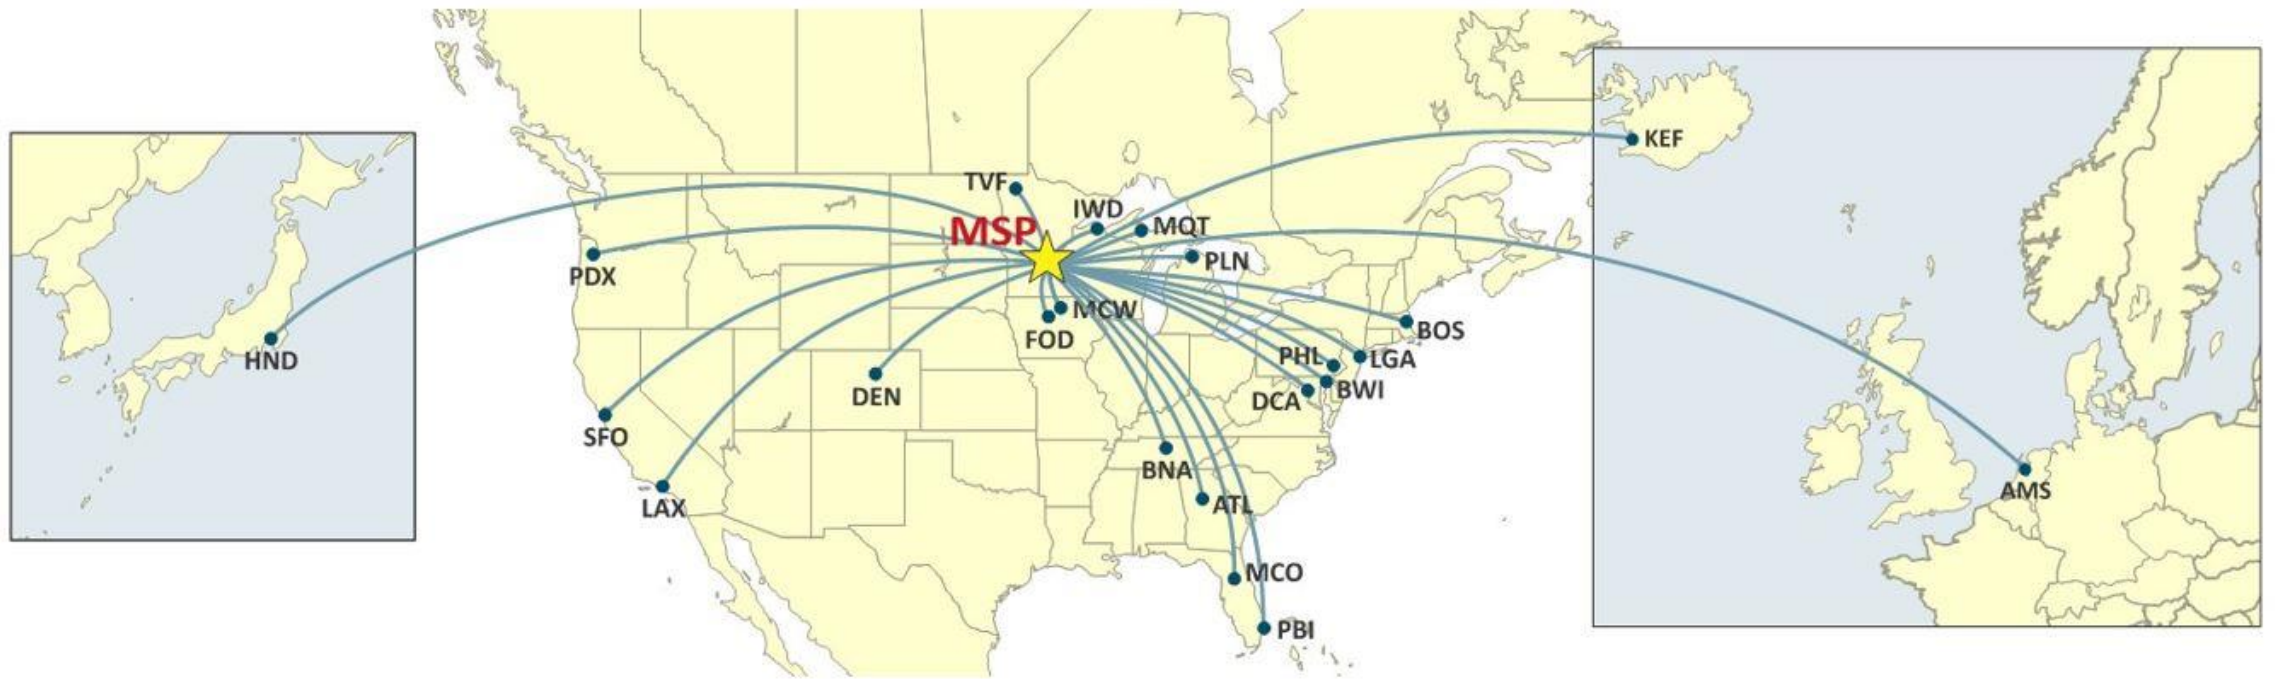 KEF
TVF
IWD
MQT
MSP
PLN
PDX
MCW
FOD
BOS
HND
PHL
LGA
DEN
DCA
BWI
SFO
BNA
AMS
LAX
ATL
MCO
PBI